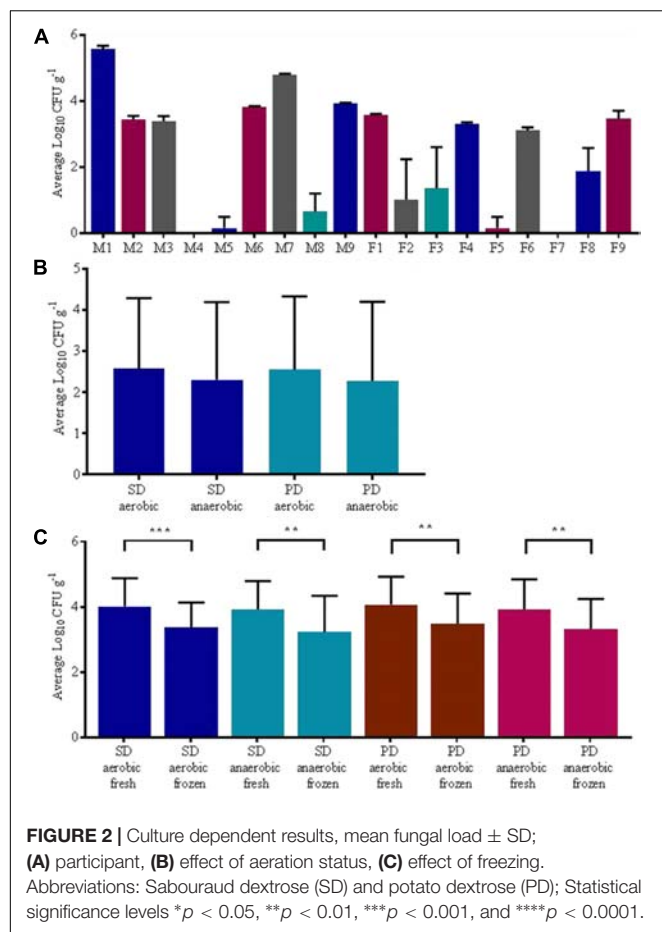 A
Average Log10 CFU g-1
6
4
2
0
M1 M2 M3 M4 M5 M6 M7 M8 M9 F1 F2 F3 F4 F5 F6 F7 F8 F9
B
Average Log10 CFU g-1
5
4
3
2
1
0
SD aerobic
SD anaerobic
PD aerobic
PD anaerobic
C
Average Log10 CFU g-1
6
4
2
0
*** ** ** **
SD aerobic fresh
SD aerobic frozen
SD anaerobic fresh
SD anaerobic frozen
PD aerobic fresh
PD aerobic frozen
PD anaerobic fresh
PD anaerobic frozen
FIGURE 2 | Culture dependent results, mean fungal load ± SD;
(A) participant, (B) effect of aeration status, (C) effect of freezing.
Abbreviations: Sabouraud dextrose (SD) and potato dextrose (PD); Statistical
significance levels *p < 0.05, **p < 0.01, ***p < 0.001, and ****p < 0.0001.